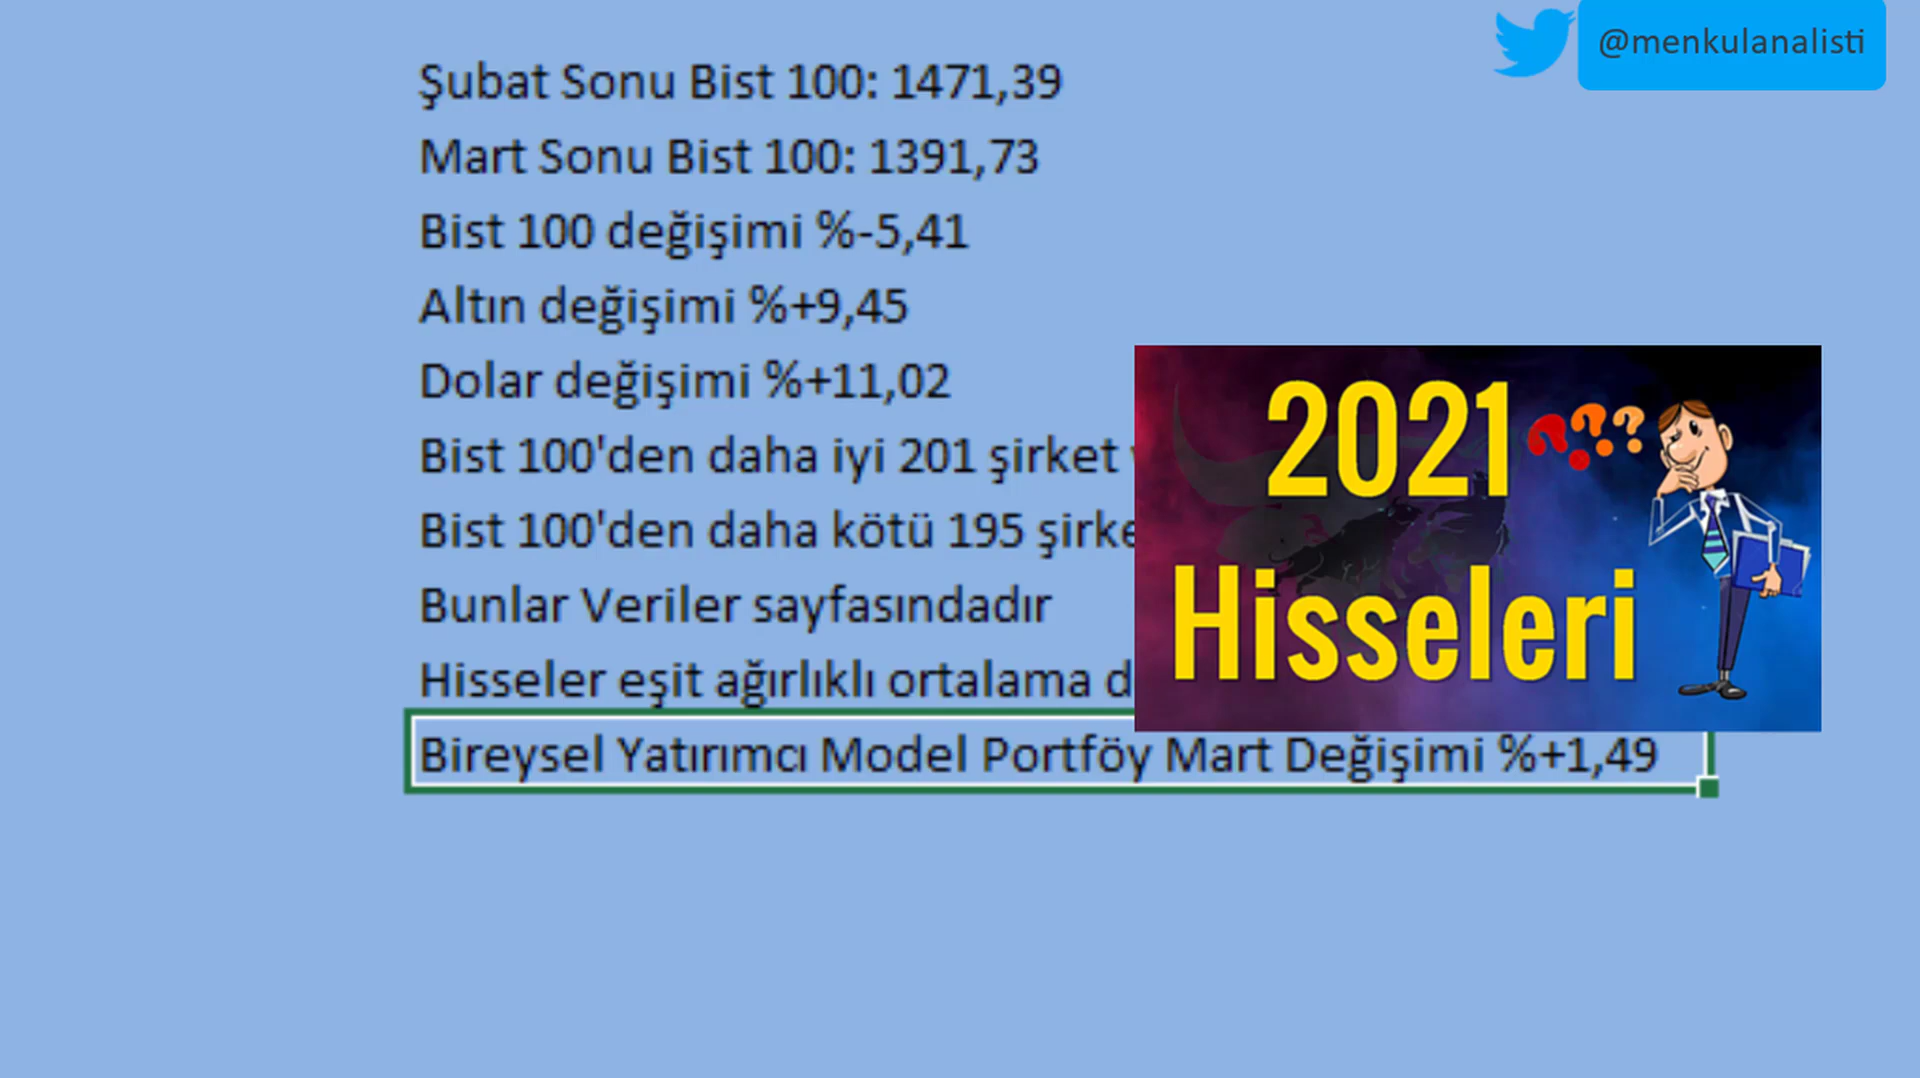 @menkulanalisti
Şubat Sonu Bist 100: 1471,39
Mart Sonu Bist 100: 1391,73
Bist 100 değişimi %-5,41
Altın değişimi %+9,45
Dolar değişimi %+11,02
Bist 100'den daha iyi 201 şirket
Bist 100'den daha kötü 195
Bunlar Veriler sayfasındadır
Hisseler eşit ağırlıklı ortalama
2021 ???
Hisseleri
Bireysel Yatırımcı Model Portföy Mart Değişimi %+1,49